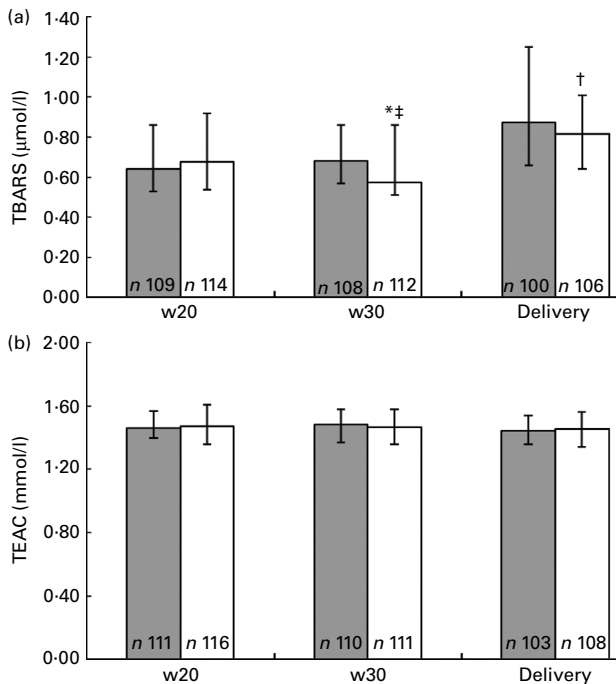 (a)
1·40
1·20
1·00
0·80
0·60
0·40
0·20
0·00
TBARS (μmol/l)
*‡
†
n 109 n 114 n 108 n 112 n 100 n 106
w20 w30 Delivery
(b)
2·00
1·60
1·20
0·80
0·40
0·00
TEAC (mmol/l)
n 111 n 116 n 110 n 111 n 103 n 108
w20 w30 Delivery